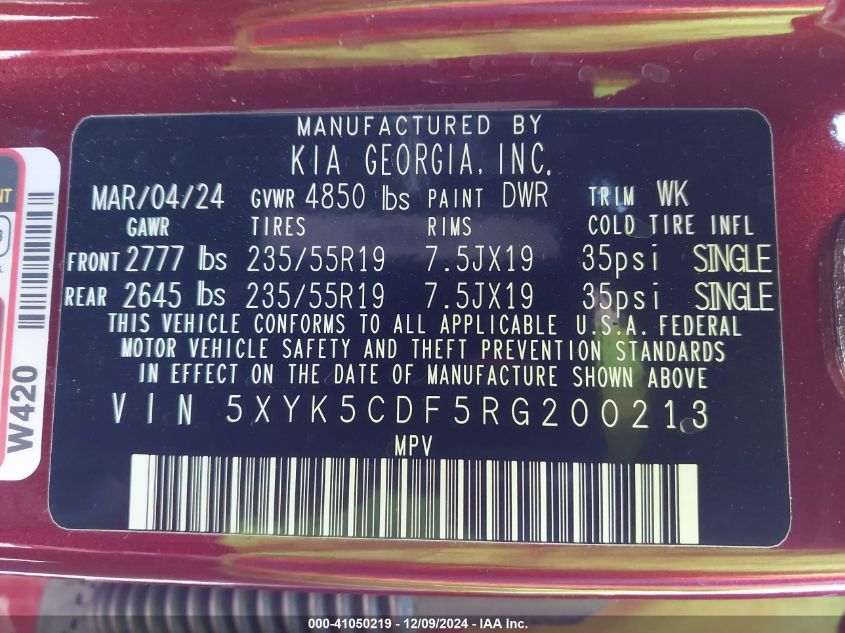 MANUFACTURED BY
KIA GEORGIA, INC.
MAR/04/24 GVWR 4850 lbs PAINT DWR TRIM WK
GAWR TIRES RIMS COLD TIRE INFL
FRONT 2777 lbs 235/55R19 7.5JX19 35psi SINGLE
REAR 2645 lbs 235/55R19 7.5JX19 35psi SINGLE
THIS VEHICLE CONFORMS TO ALL APPLICABLE U.S.A. FEDERAL
MOTOR VEHICLE SAFETY AND THEFT PREVENTION STANDARDS
IN EFFECT ON THE DATE OF MANUFACTURE SHOWN ABOVE
VIN 5XYK5CDF5RG200213
MPV
W420
000-41050219 - 12/09/2024 - IAA Inc.